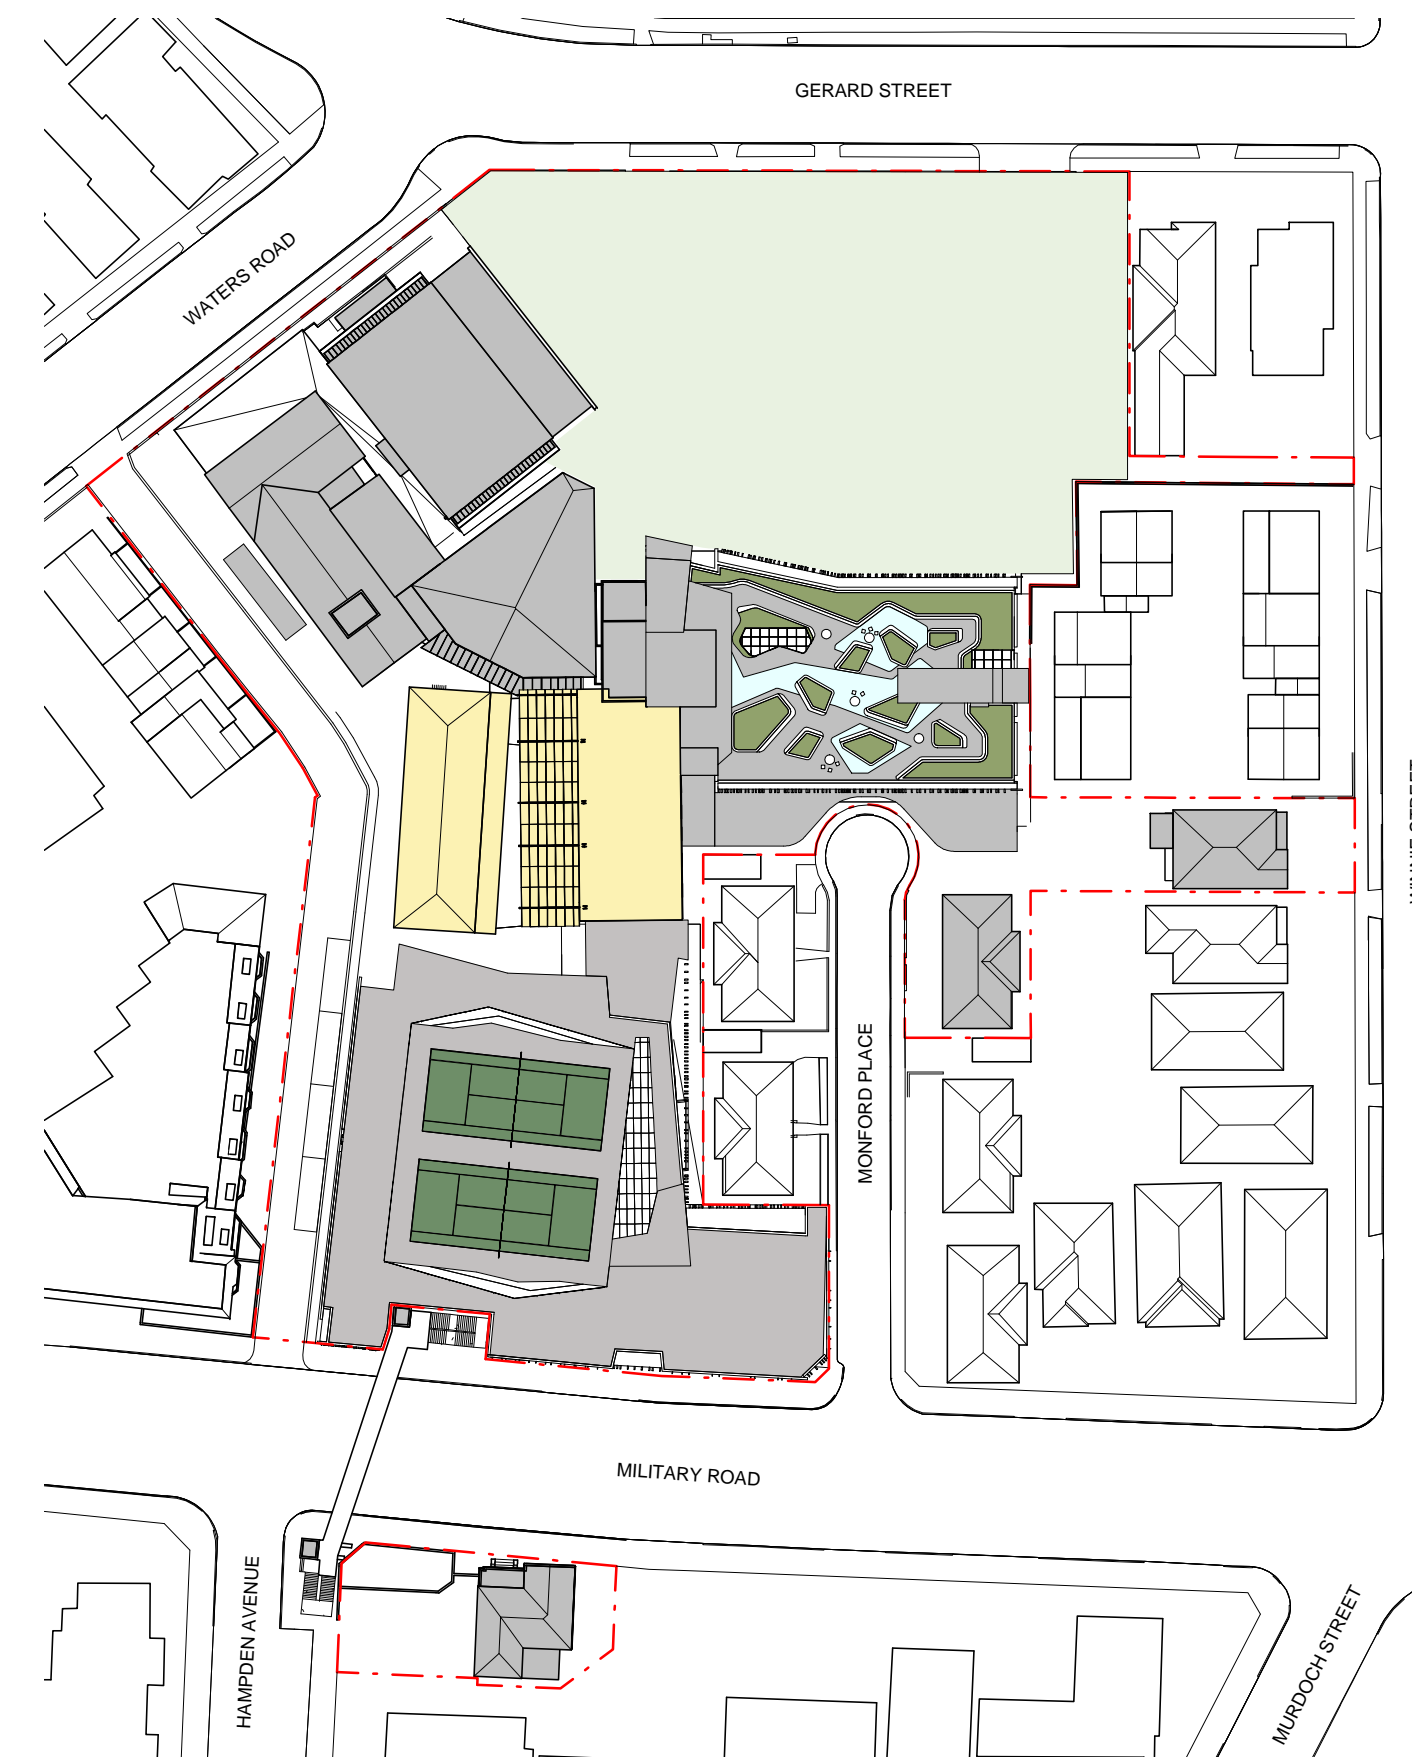 GERARD STREET
WATERS ROAD
MONFORD PLACE
MILITARY ROAD
HAMPDEN AVENUE
MURDOCH STREET